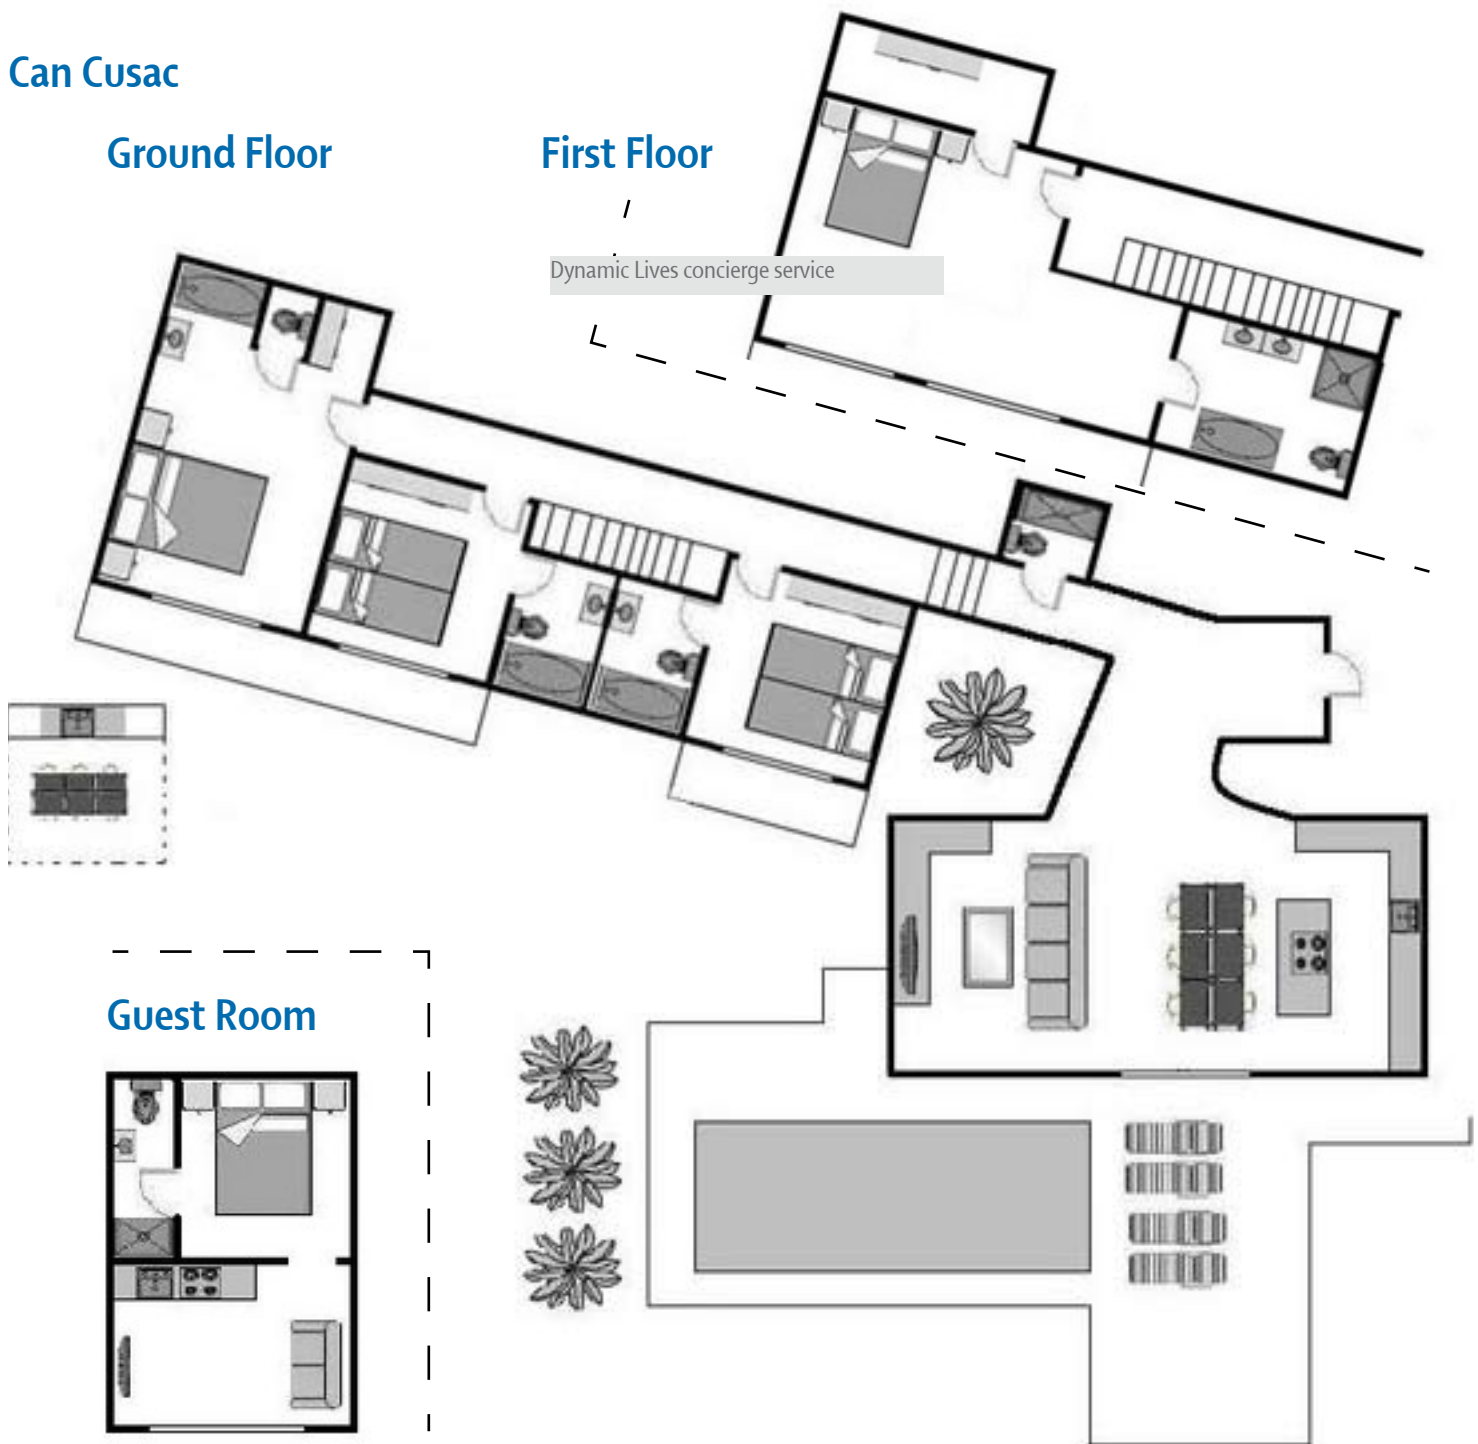 Can Cusac
Ground Floor
First Floor
Dynamic Lives concierge service
Guest Room